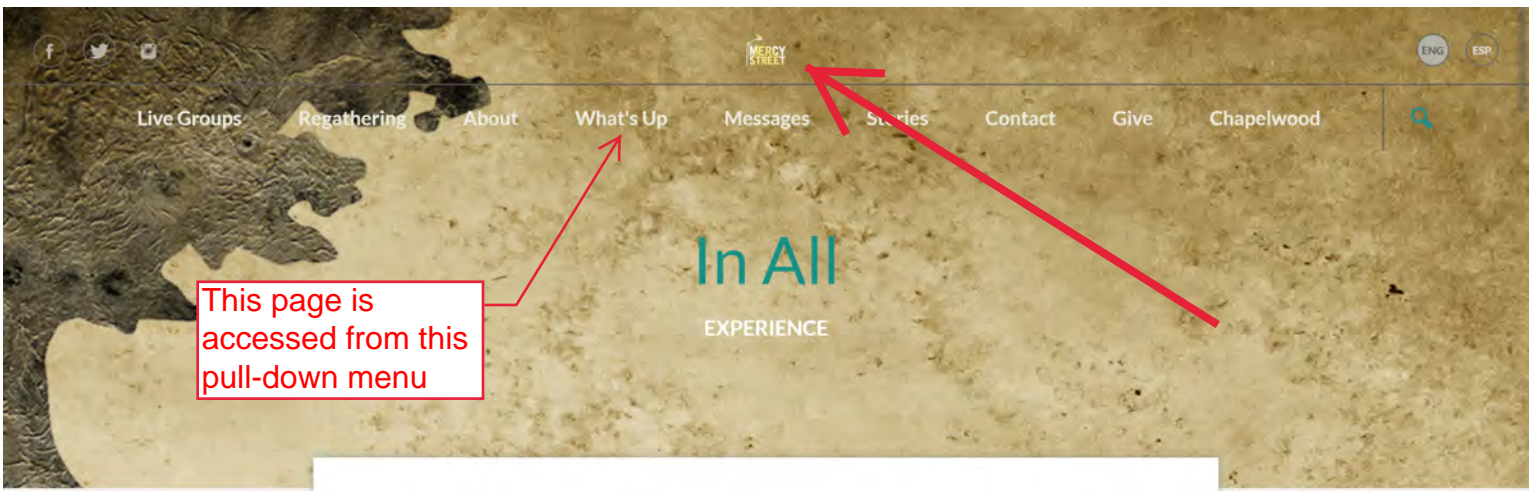 f
MERCY
STREET
ENG ESP
Live Groups Regathering About What's Up Messages Stories Contact Give Chapelwood
In All
EXPERIENCE
This page is
accessed from this
pull-down menu